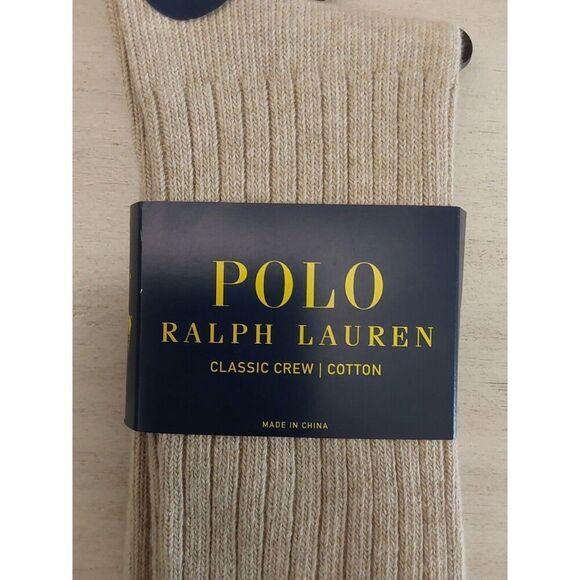 POLO
RALPH LAUREN
CLASSIC CREW | COTTON
MADE IN CHINA